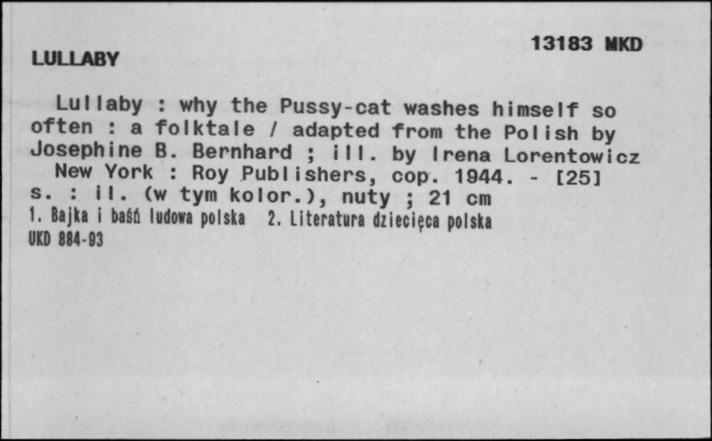 13183 MKD
LULLABY
Lullaby : why the Pussy-cat washes himself so
often : a folktale / adapted from the Polish by
Josephine B. Bernhard ; ill. by Irena Lorentowicz
New York : Roy Publishers, cop. 1944. - [25]
s. : il. (w tym kolor.), nuty ; 21 cm
1. Bajka i baśń ludowa polska 2. Literatura dziecięca polska
UKD 884-93